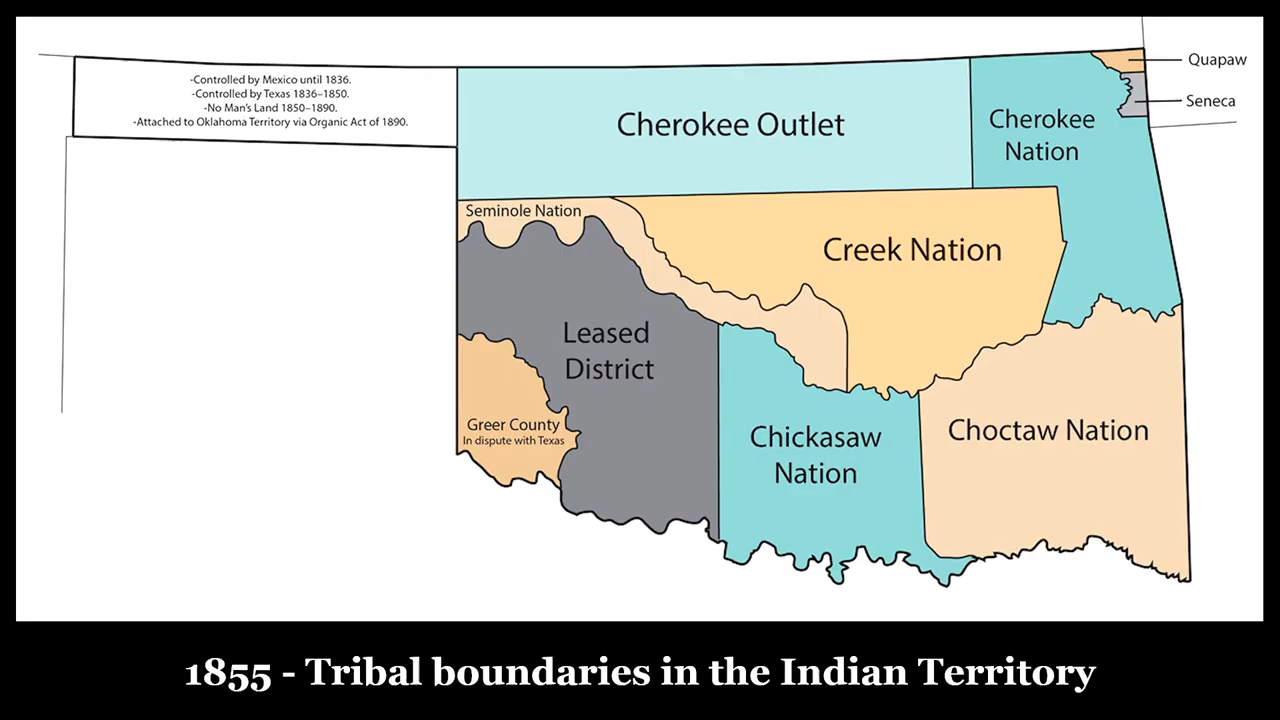 -Controlled by Mexico until 1836.
-Controlled by Texas 1836–1850.
-No Man's Land 1850–1890.
-Attached to Oklahoma Territory via Organic Act of 1890.
Cherokee Outlet
Cherokee
Nation
Quapaw
Seneca
Seminole Nation
Creek Nation
Leased
District
Greer County
In dispute with Texas
Chickasaw
Nation
Choctaw Nation
1855 - Tribal boundaries in the Indian Territory